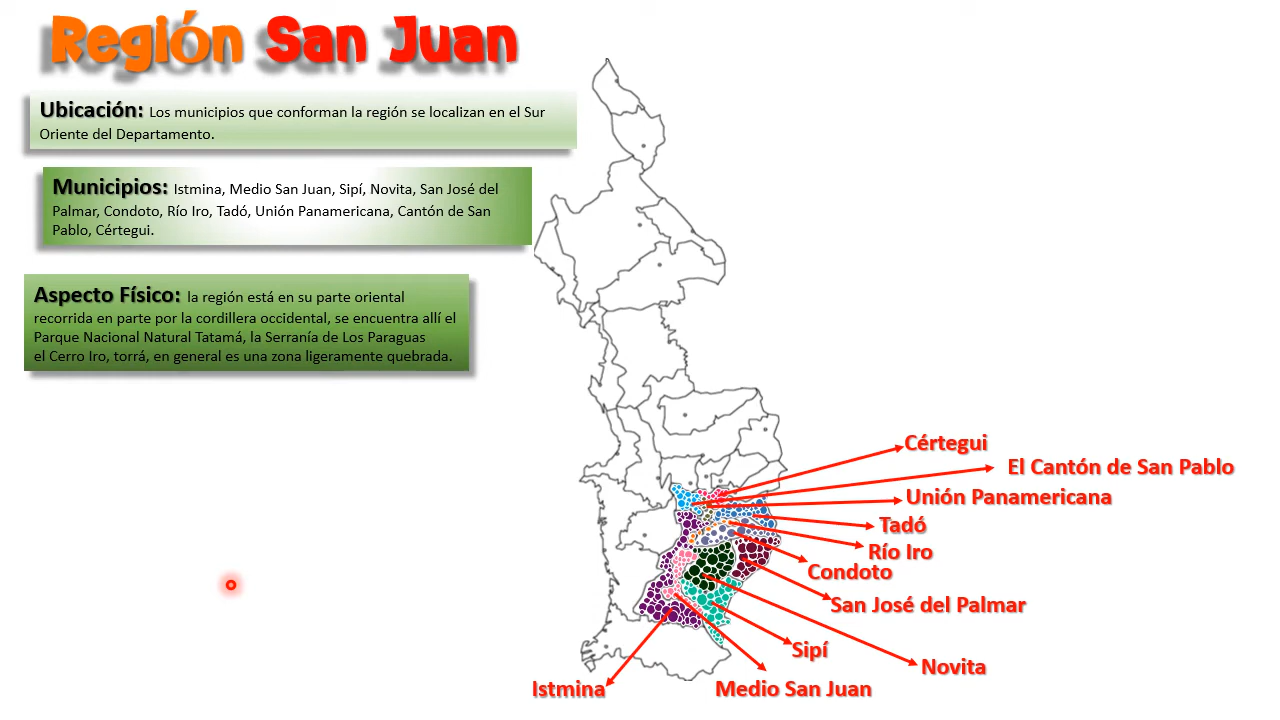 Región San Juan
Ubicación: Los municipios que conforman la región se localizan en el Sur
Oriente del Departamento.
Municipios: Istmina, Medio San Juan, Sipí, Novita, San José del
Palmar, Condoto, Río Iro, Tadó, Unión Panamericana, Cantón de San
Pablo, Cértegui.
Aspecto Físico: la región está en su parte oriental
recorrida en parte por la cordillera occidental, se encuentra allí el
Parque Nacional Natural Tatamá, la Serranía de Los Paraguas
el Cerro Iro, torrá, en general es una zona ligeramente quebrada.
Cértegui
El Cantón de San Pablo
Unión Panamericana
Tadó
Río Iro
Condoto
San José del Palmar
Sipí
Novita
Istmina
Medio San Juan